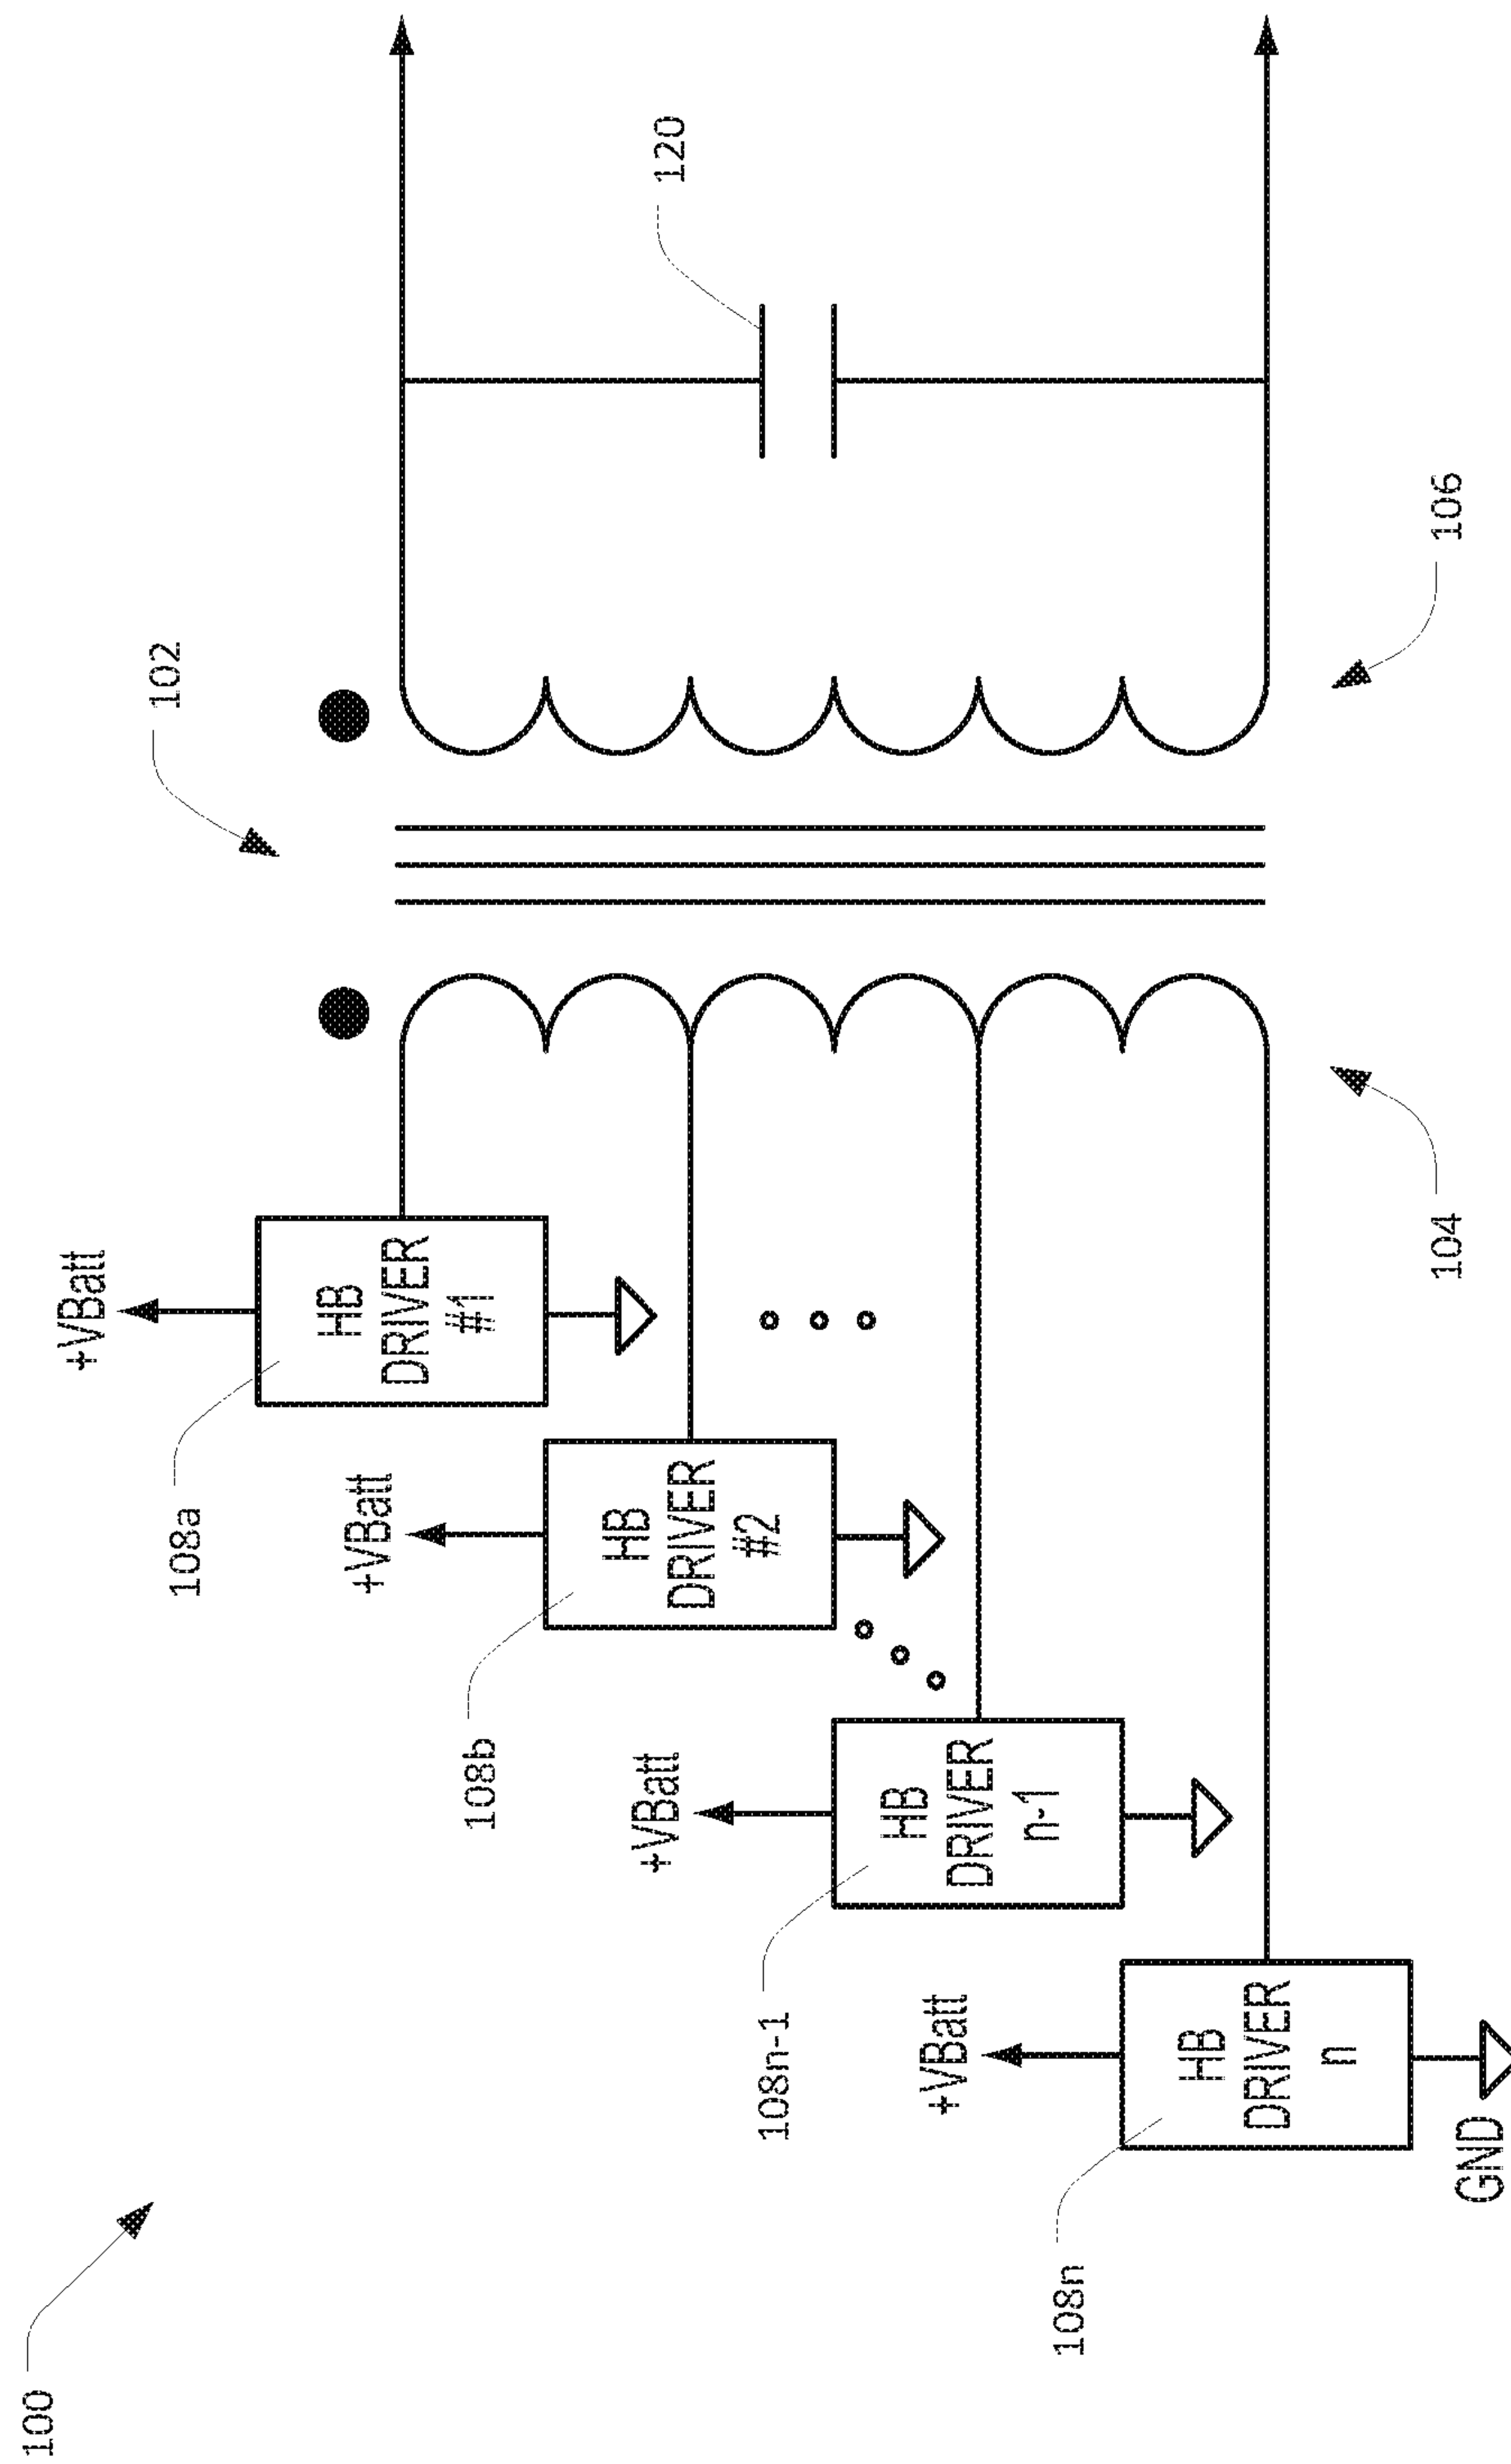 100
102
120
+VBatt
108a
HB
DRIVER
#1
+VBatt
108b
HB
DRIVER
#2
+VBatt
108n-1
HB
DRIVER
n-1
+VBatt
108n
HB
DRIVER
n
GND
104
106